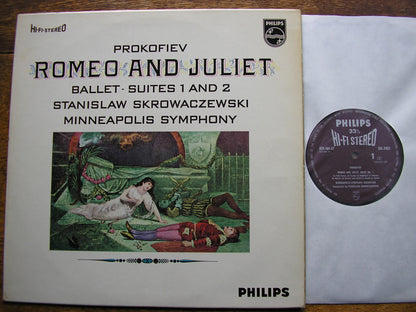 HI-FI-STEREO
PHILIPS
PROKOFIEV
ROMEO AND JULIET
BALLET · SUITES 1 AND 2
STANISLAW SKROWACZEWSKI
MINNEAPOLIS SYMPHONY
PHILIPS
PHILIPS
33⅓
HI-FI STEREO
1